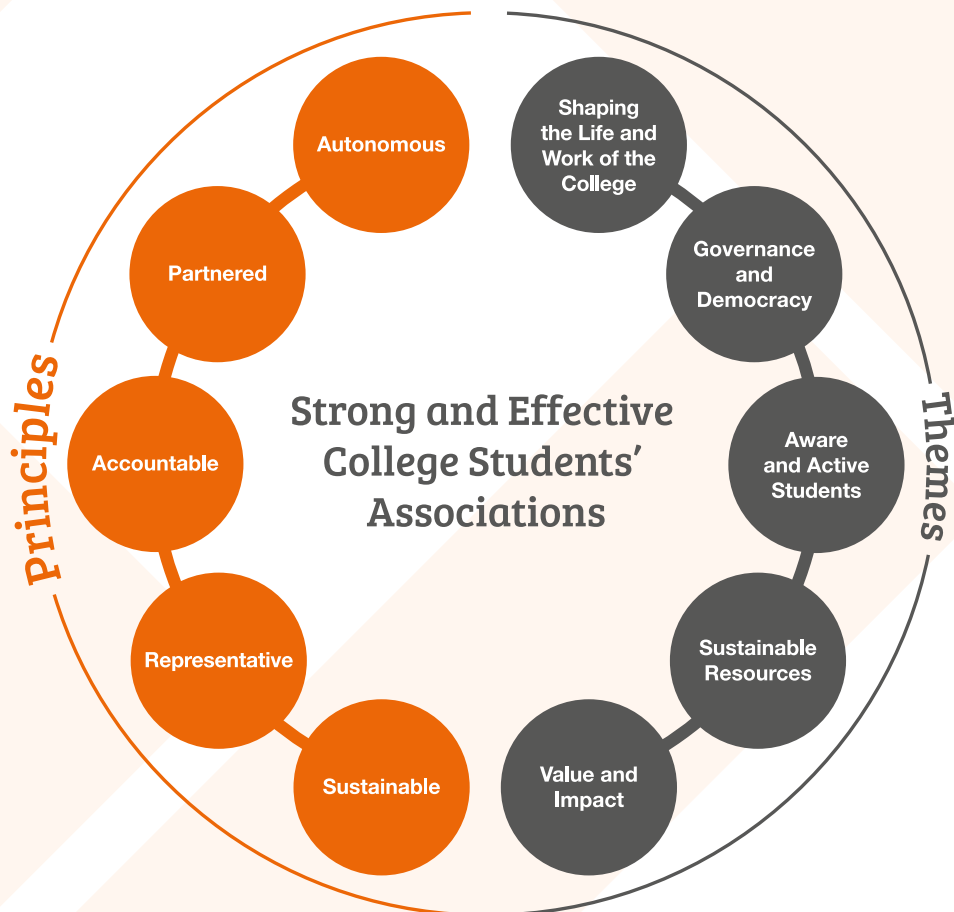 Principles
Autonomous
Partnered
Accountable
Representative
Sustainable
Strong and Effective
College Students’
Associations
Themes
Shaping
the Life and
Work of the
College
Governance
and
Democracy
Aware
and Active
Students
Sustainable
Resources
Value and
Impact